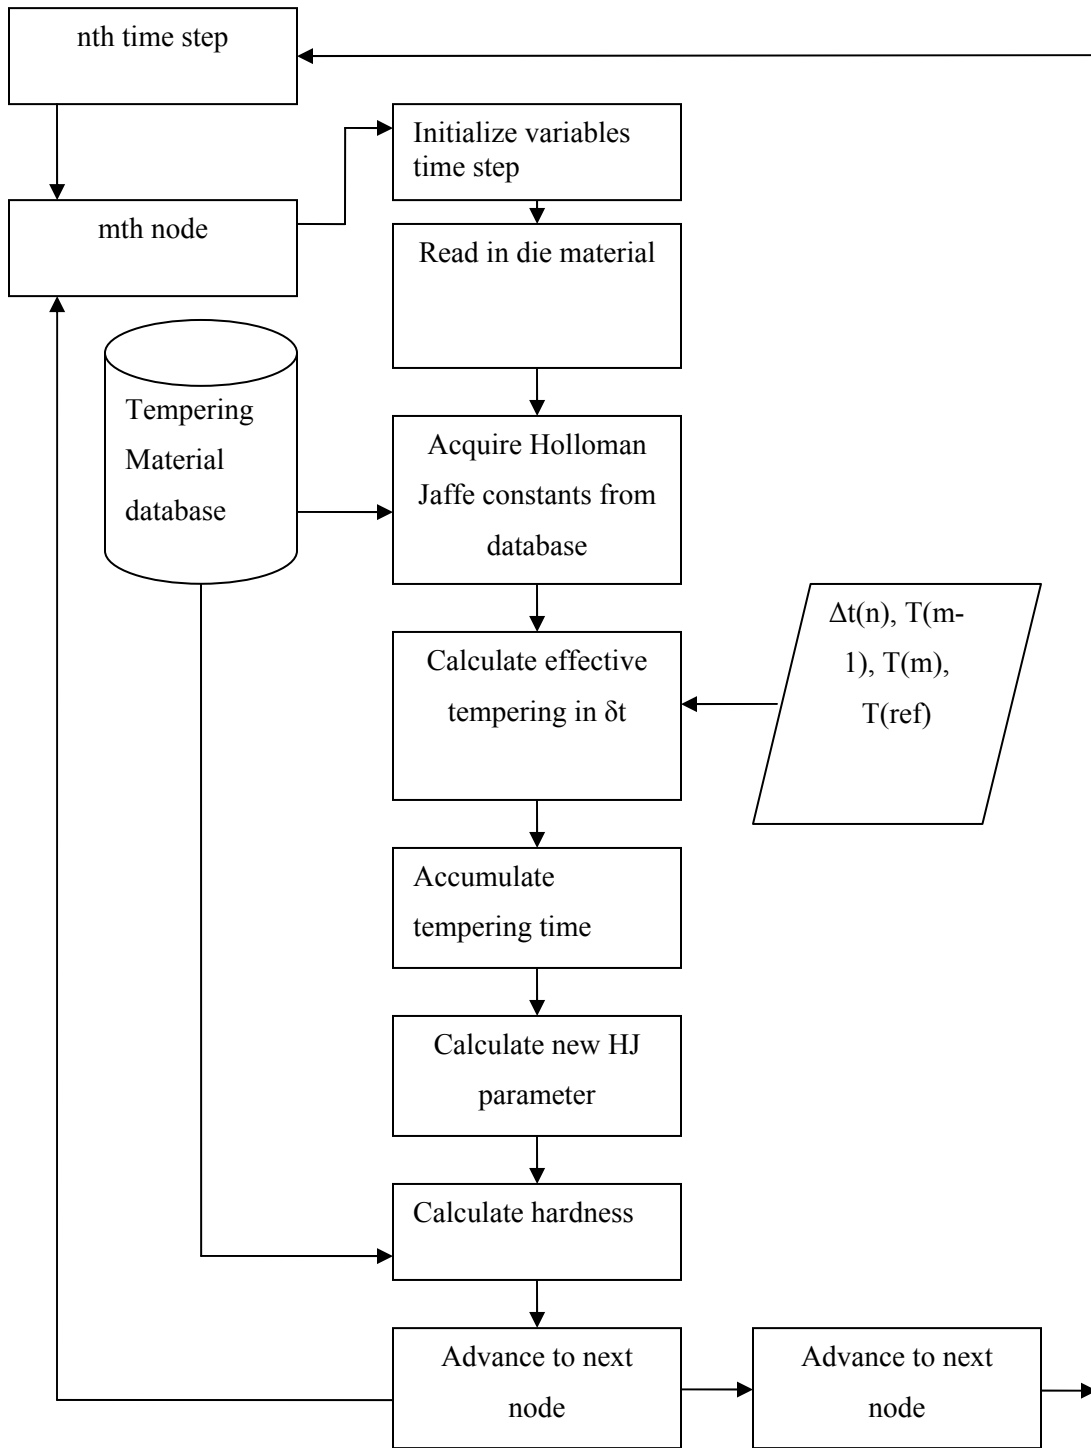 nth time step
Initialize variables
time step
mth node
Read in die material
Tempering
Material
database
Acquire Holloman
Jaffe constants from
database
Δt(n), T(m-
1), T(m),
T(ref)
Calculate effective
tempering in δt
Accumulate
tempering time
Calculate new HJ
parameter
Calculate hardness
Advance to next
node
Advance to next
node